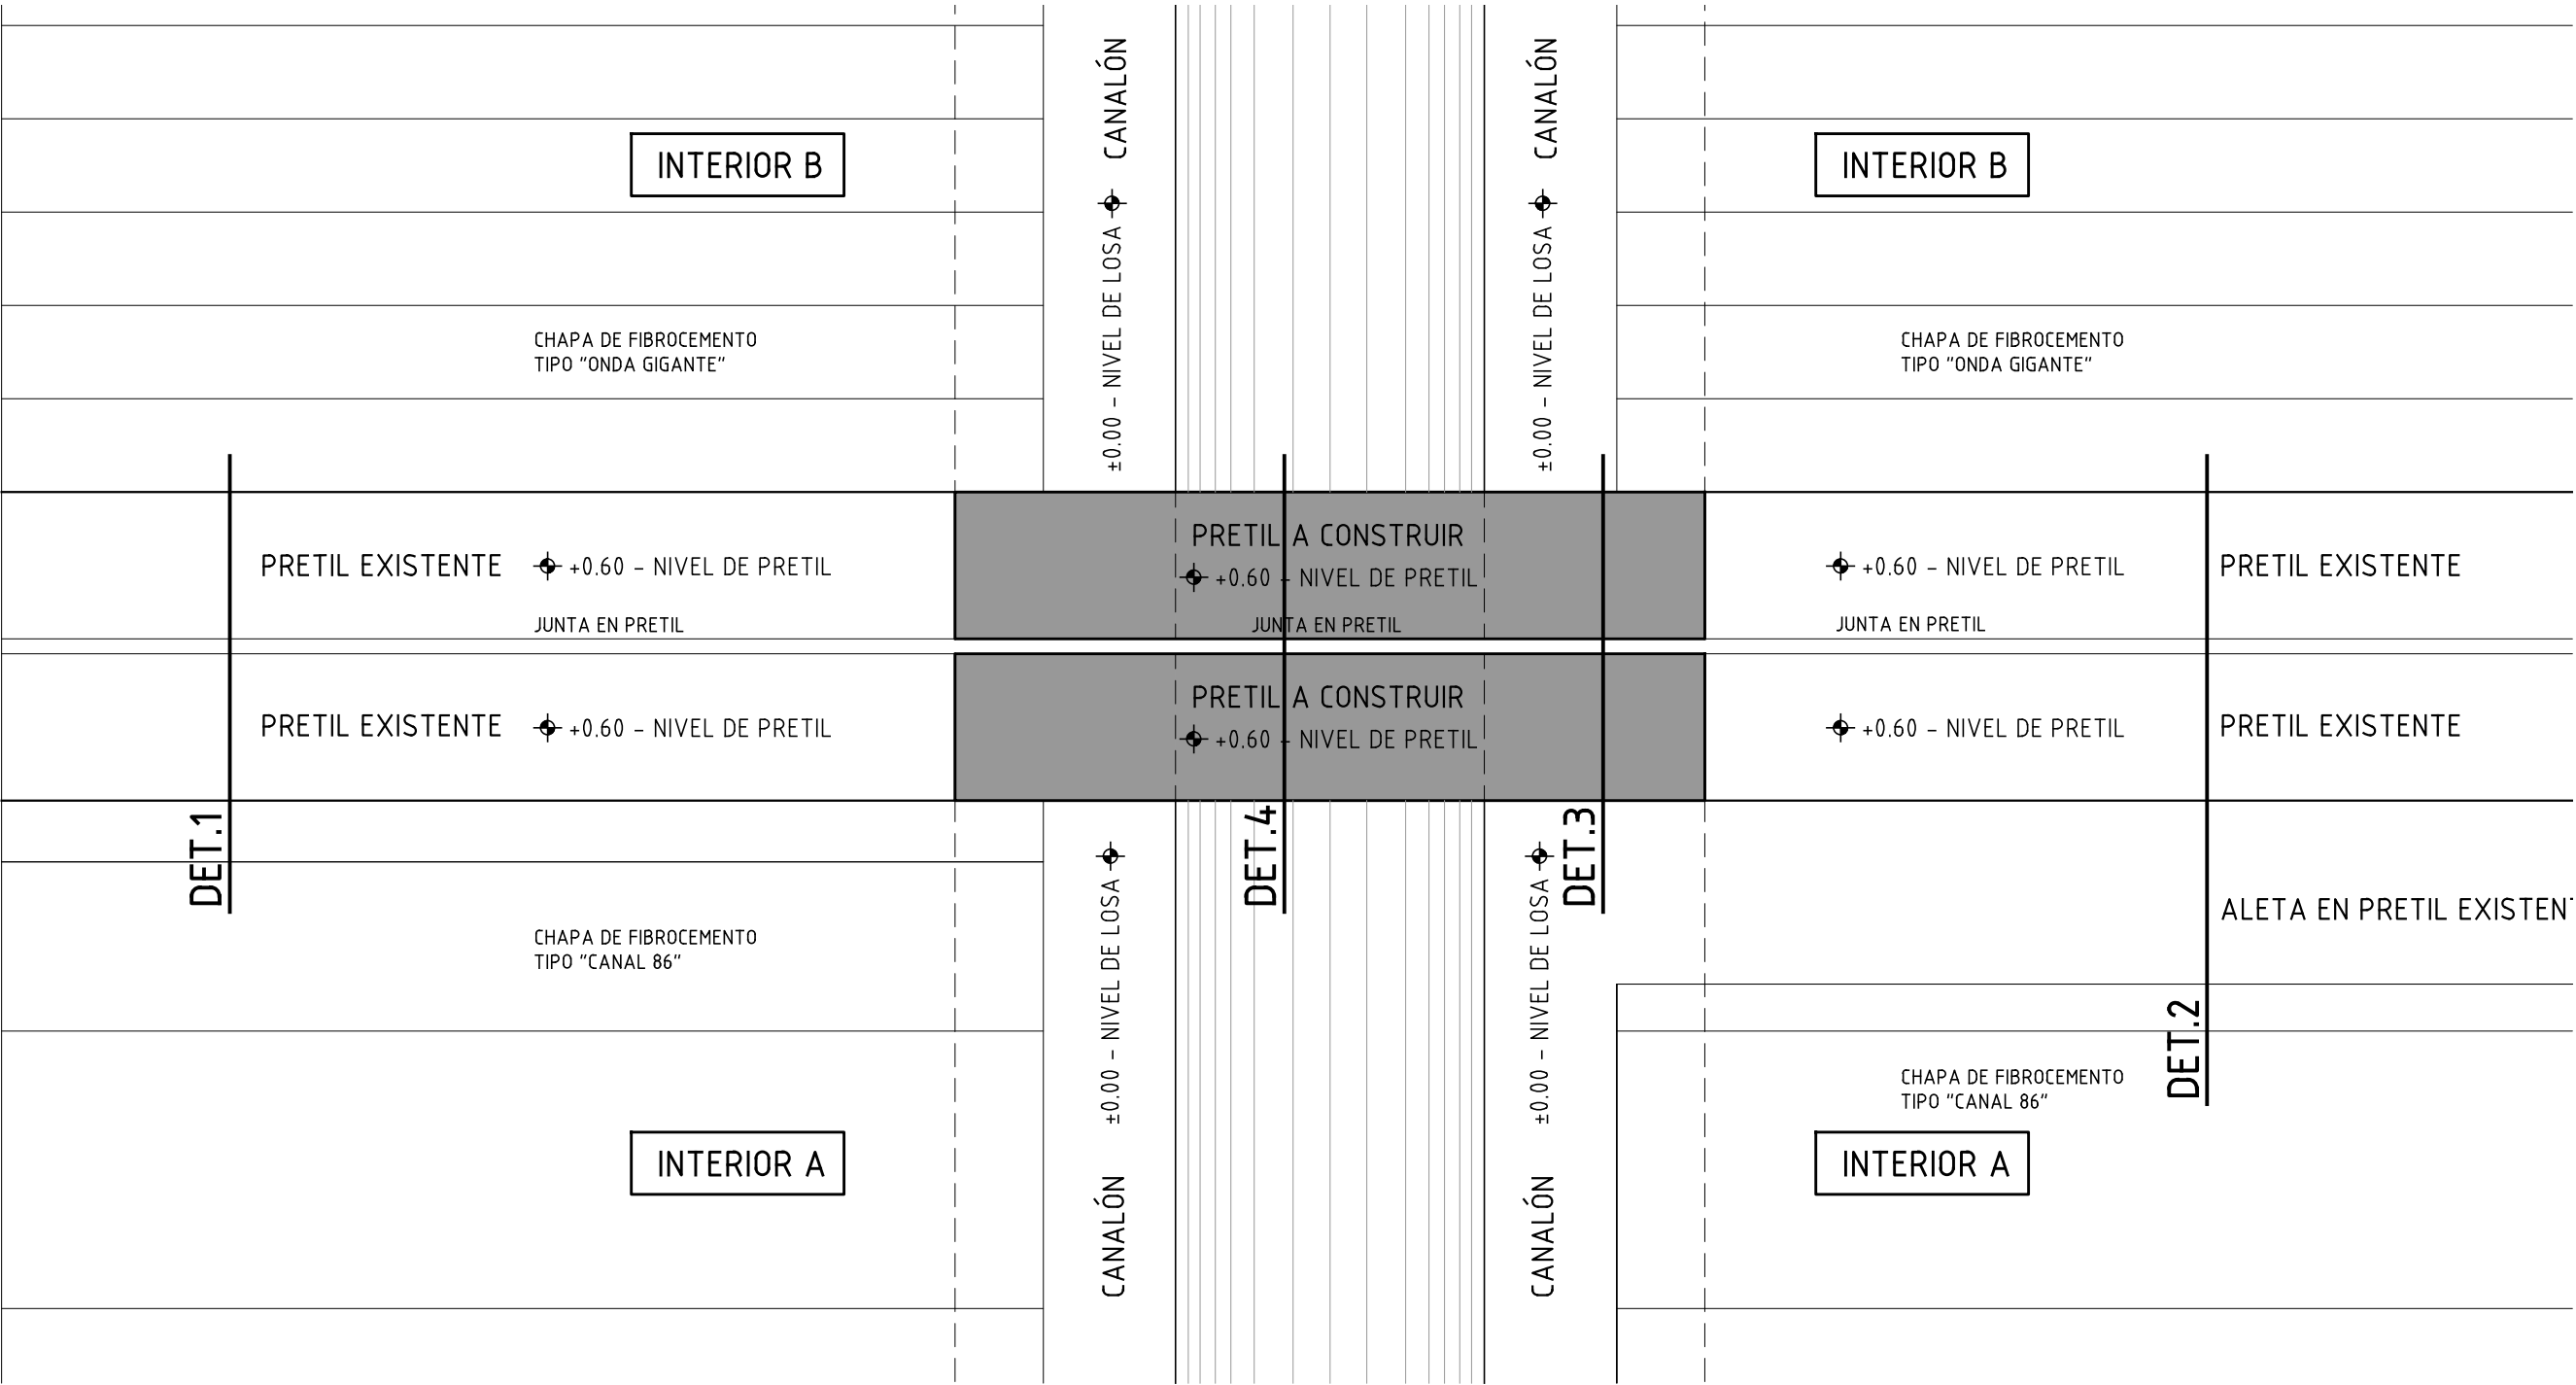 CANALÓN
CANALÓN
INTERIOR B
INTERIOR B
±0.00 - NIVEL DE LOSA
±0.00 - NIVEL DE LOSA
CHAPA DE FIBROCEMENTO
TIPO "ONDA GIGANTE"
CHAPA DE FIBROCEMENTO
TIPO "ONDA GIGANTE"
PRETIL EXISTENTE
+0.60 - NIVEL DE PRETIL
PRETIL A CONSTRUIR
+0.60 - NIVEL DE PRETIL
+0.60 - NIVEL DE PRETIL
PRETIL EXISTENTE
JUNTA EN PRETIL
JUNTA EN PRETIL
JUNTA EN PRETIL
PRETIL EXISTENTE
+0.60 - NIVEL DE PRETIL
PRETIL A CONSTRUIR
+0.60 - NIVEL DE PRETIL
+0.60 - NIVEL DE PRETIL
PRETIL EXISTENTE
DET.1
DET.4
DET.3
ALETA EN PRETIL EXISTEN
CHAPA DE FIBROCEMENTO
TIPO "CANAL 86"
±0.00 - NIVEL DE LOSA
±0.00 - NIVEL DE LOSA
DET.2
CHAPA DE FIBROCEMENTO
TIPO "CANAL 86"
INTERIOR A
INTERIOR A
CANALÓN
CANALÓN